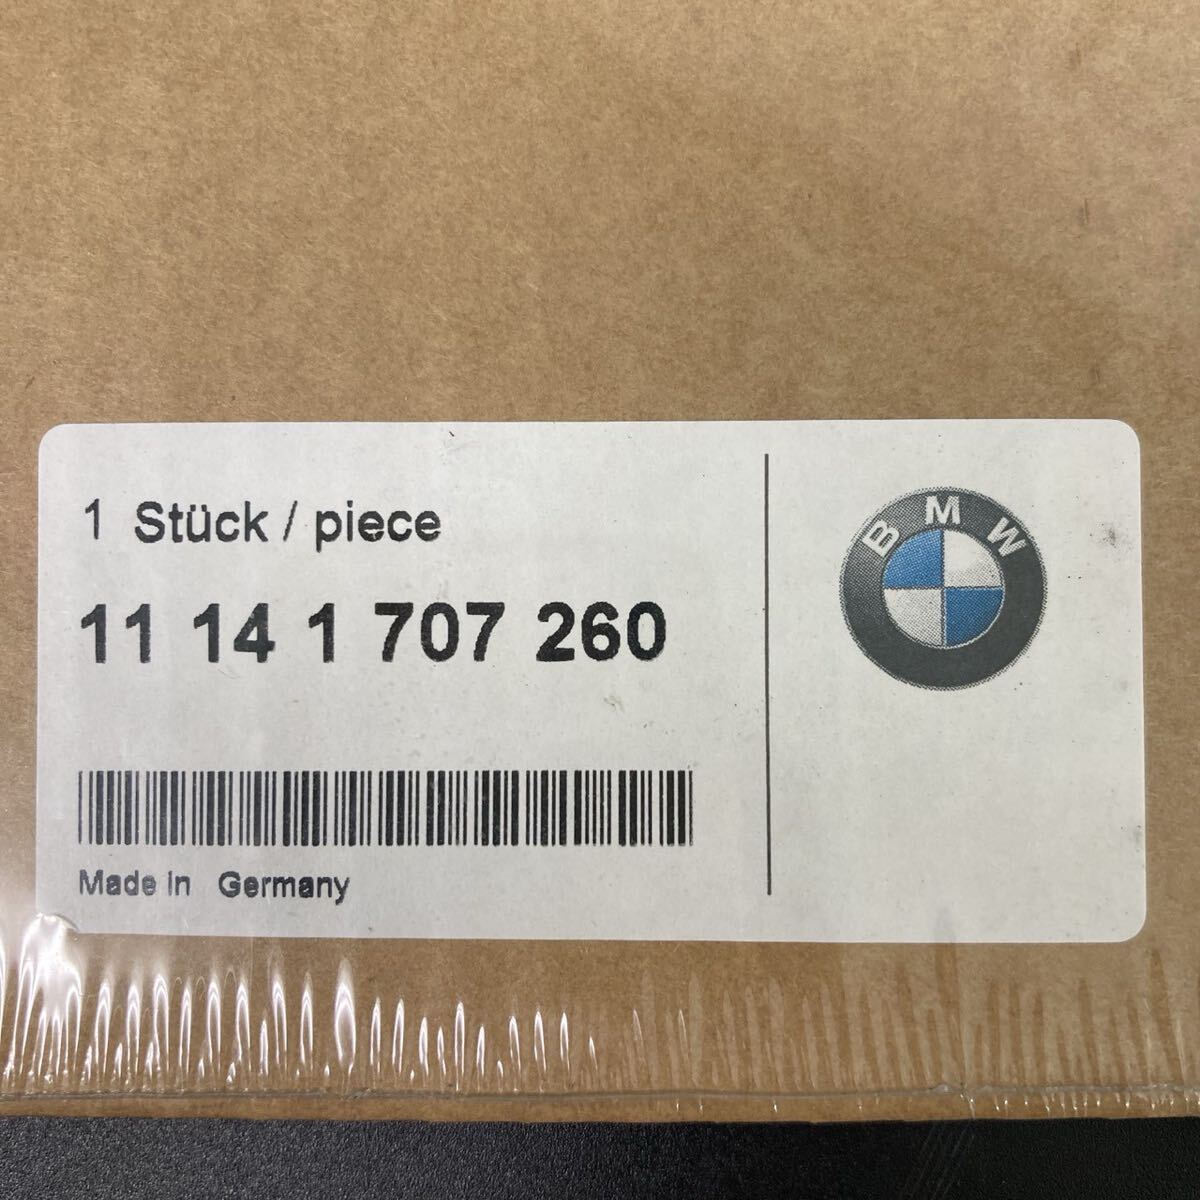 1 Stück / piece
11 14 1 707 260
Made in Germany
BMW